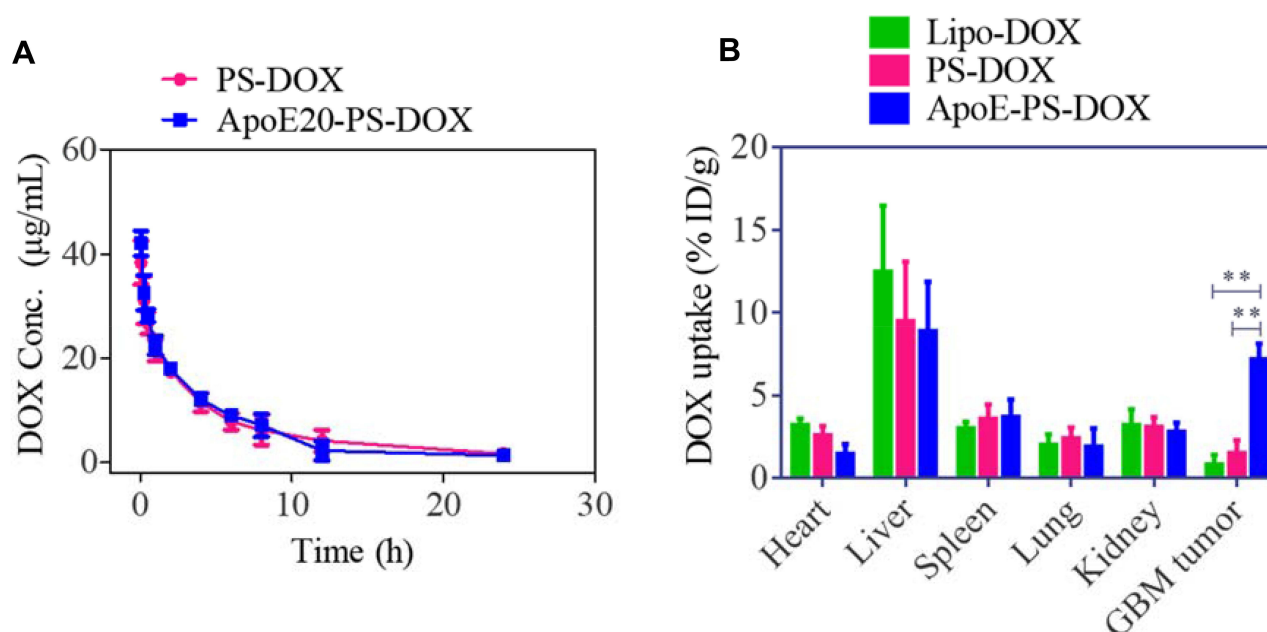 A
PS-DOX
ApoE20-PS-DOX
60
40
20
0
DOX Conc. (μg/mL)
0
10
20
30
Time (h)
B
Lipo-DOX
PS-DOX
ApoE-PS-DOX
20
15
10
5
0
DOX uptake (% ID/g)
**
**
Heart
Liver
Spleen
Lung
Kidney
GBM tumor